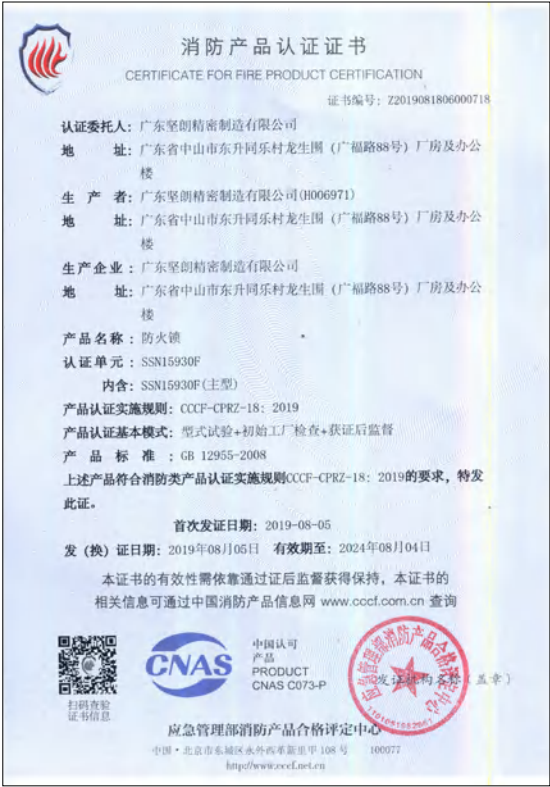 消防产品认证证书
CERTIFICATE FOR FIRE PRODUCT CERTIFICATION
证书编号: Z2019081806000718
认证委托人: 广东坚朗精密制造有限公司
地 址: 广东省中山市东升同乐村龙生围 (广福路88号) 厂房及办公
楼
生 产 者: 广东坚朗精密制造有限公司(H006971)
地 址: 广东省中山市东升同乐村龙生围 (广福路88号) 厂房及办公
楼
生产企业: 广东坚朗精密制造有限公司
地 址: 广东省中山市东升同乐村龙生围 (广福路88号) 厂房及办公
楼
产品名称: 防火锁
认证单元: SSN15930F
内含: SSN15930F(主型)
产品认证实施规则: CCCF-CPRZ-18: 2019
产品认证基本模式: 型式试验+初始工厂检查+获证后监督
产 品 标 准: GB 12955-2008
上述产品符合消防类产品认证实施规则CCCF-CPRZ-18: 2019的要求, 特发
此证。
首次发证日期: 2019-08-05
发 (换) 证日期: 2019年08月05日 有效期至: 2024年08月04日
本证书的有效性需依靠通过证后监督获得保持, 本证书的
相关信息可通过中国消防产品信息网 www.cccf.com.cn 查询
扫码查验
证书信息
CNAS
中国认可
产品
PRODUCT
CNAS C073-P
应急管理部消防产品合格评定中心
发证机构名称 (盖章)
应急管理部消防产品合格评定中心
中国·北京市东城区永外西革新里甲 108 号 100077
http://www.cccf.net.cn